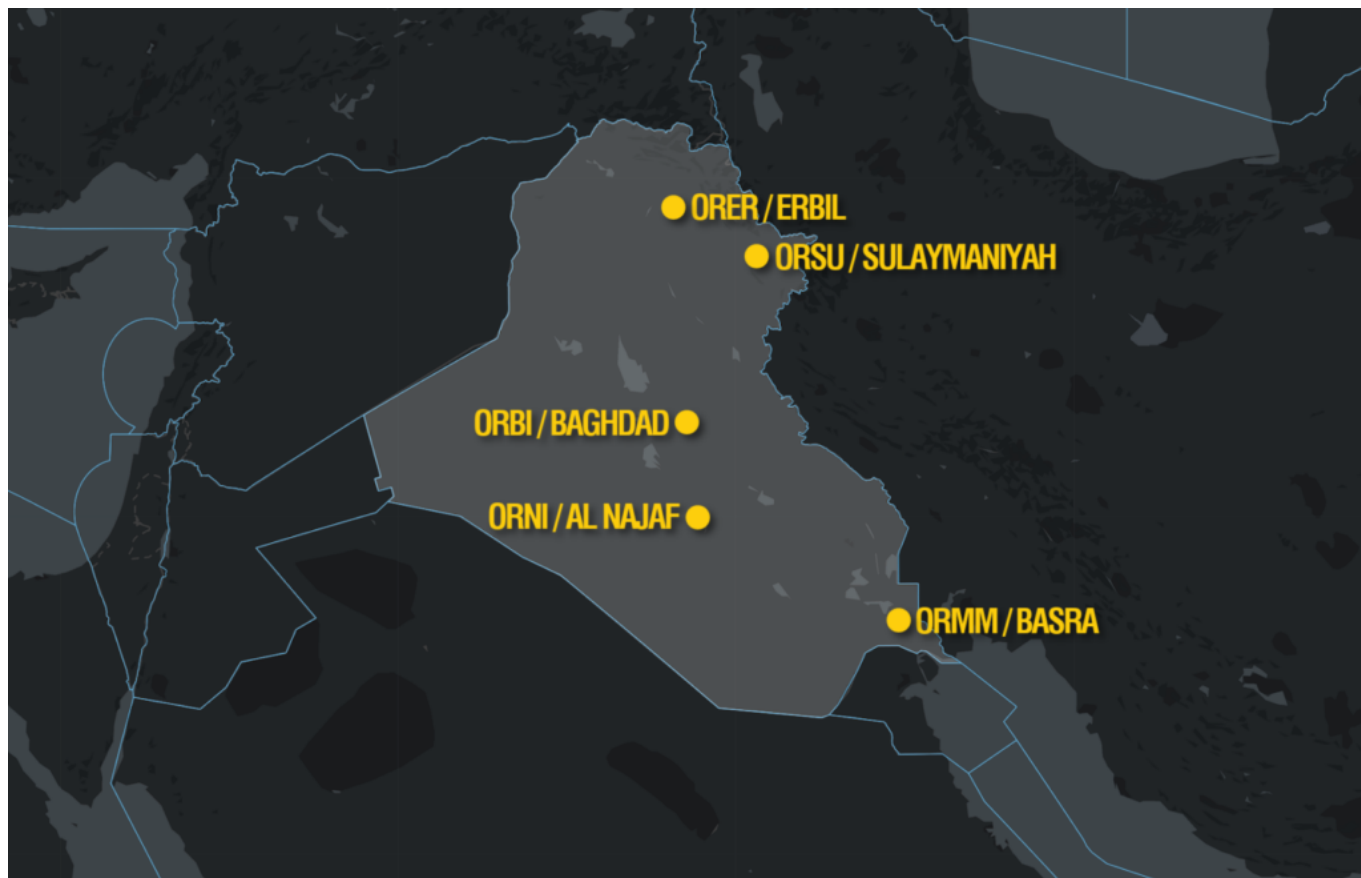 ORER / ERBIL
ORSU / SULAYMANIYAH
ORBI / BAGHDAD
ORNI / AL NAJAF
ORMM / BASRA